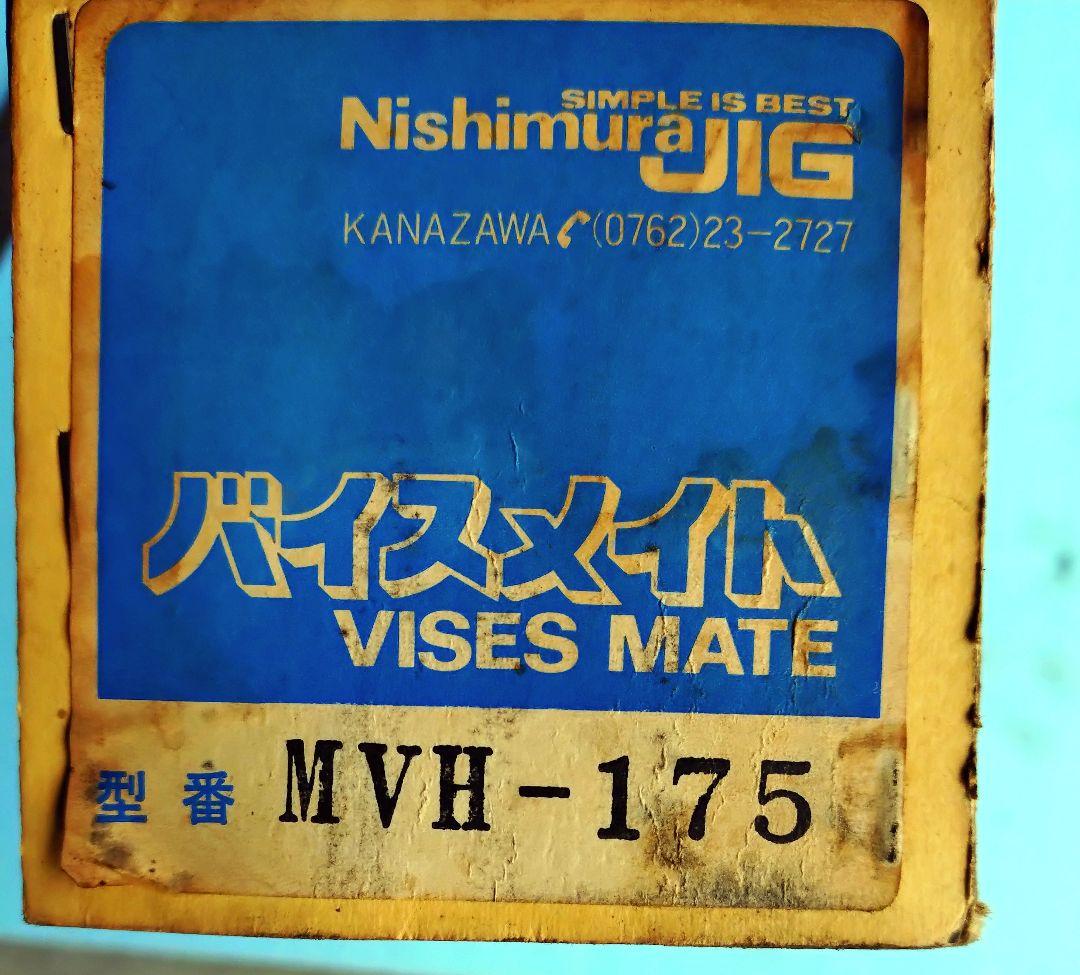 SIMPLE IS BEST
Nishimura JIG
KANAZAWA (0762)23-2727
バイスメイト
VISES MATE
型番 MVH-175